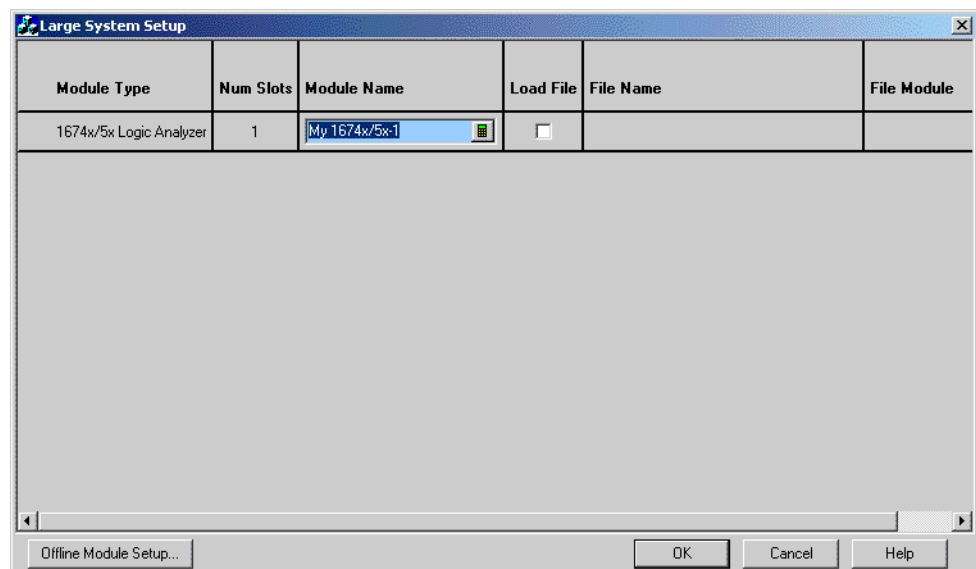 Large System Setup
Module Type Num Slots Module Name Load File File Name File Module
1674x/5x Logic Analyzer 1 My 1674x/5x-1
Offline Module Setup... OK Cancel Help